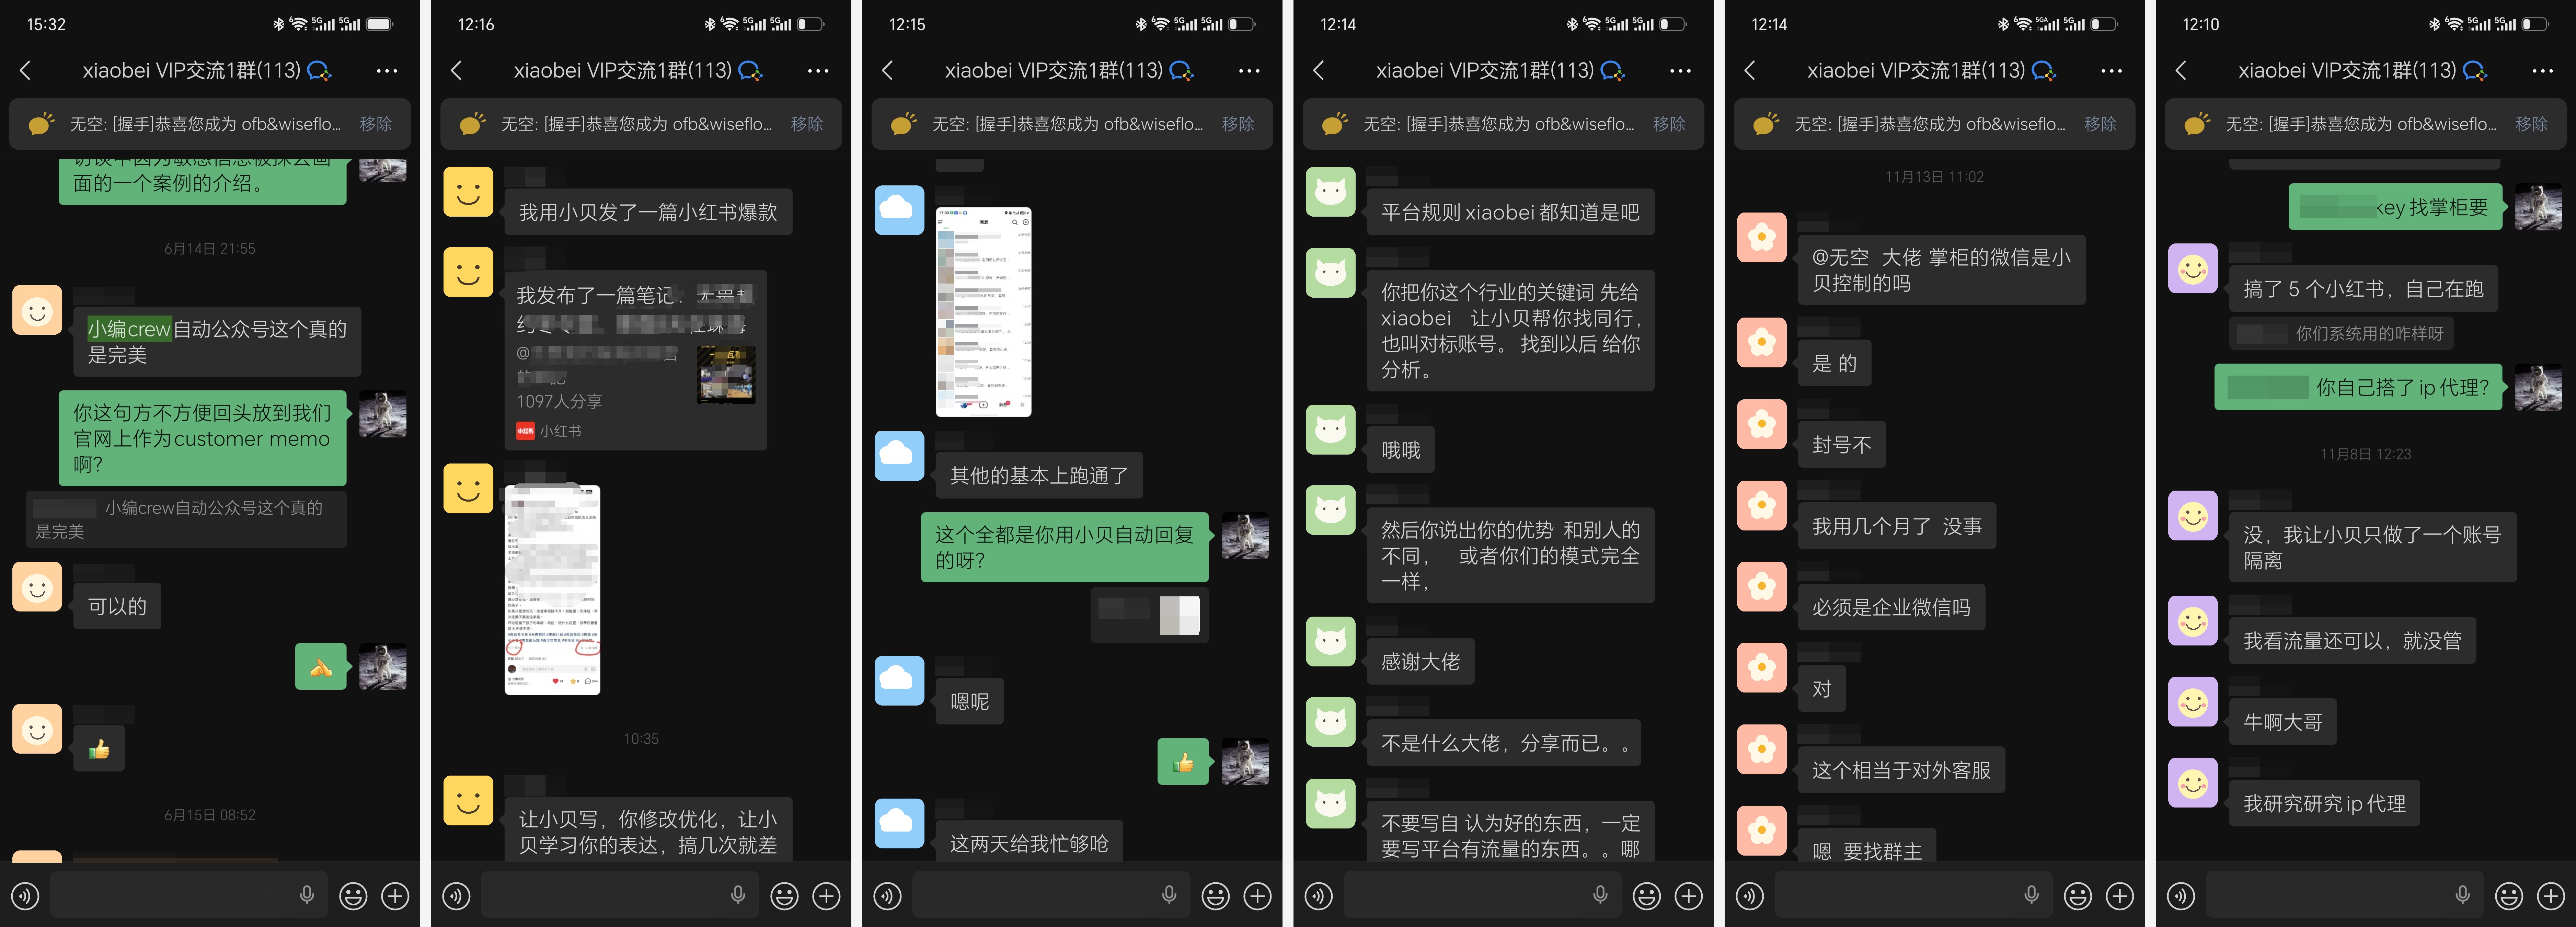 15:32
xiaobei VIP交流1群(113)
无空: [握手]恭喜您成为 ofb&wiseflo...
移除
面的一个案例的介绍。
6月14日 21:55
小编crew自动公众号这个真的
是完美
你这句方不方便回头放到我们
官网上作为customer memo
啊?
小编crew自动公众号这个真的
是完美
可以的
6月15日 08:52
12:16
xiaobei VIP交流1群(113)
无空: [握手]恭喜您成为 ofb&wiseflo...
移除
我用小贝发了一篇小红书爆款
我发布了一篇笔记
1097人分享
小红书
小红书
10:35
让小贝写，你修改优化，让小
贝学习你的表达，搞几次就差
12:15
xiaobei VIP交流1群(113)
无空: [握手]恭喜您成为 ofb&wiseflo...
移除
消息
其他的基本上跑通了
这个全都是你用小贝自动回复
的呀?
嗯呢
这两天给我忙够呛
12:14
xiaobei VIP交流1群(113)
无空: [握手]恭喜您成为 ofb&wiseflo...
移除
平台规则 xiaobei 都知道是吧
你把你这个行业的关键词 先给
xiaobei 让小贝帮你找同行，
也叫对标账号。 找到以后 给你
分析。
哦哦
然后你说出你的优势 和别人的
不同， 或者你们的模式完全
一样，
感谢大佬
不是什么大佬，分享而已。。
不要写自 认为好的东西，一定
要写平台有流量的东西。。哪
12:14
xiaobei VIP交流1群(113)
无空: [握手]恭喜您成为 ofb&wiseflo...
移除
11月13日 11:02
@无空 大佬 掌柜的微信是小
贝控制的吗
是 的
封号不
我用几个月了 没事
必须是企业微信吗
对
这个相当于对外客服
嗯 要找群主
12:10
xiaobei VIP交流1群(113)
无空: [握手]恭喜您成为 ofb&wiseflo...
移除
key 找掌柜要
搞了 5 个小红书，自己在跑
你们系统用的咋样呀
你自己搭了 ip 代理?
11月8日 12:23
没，我让小贝只做了一个账号
隔离
我看流量还可以，就没管
牛啊大哥
我研究研究 ip 代理